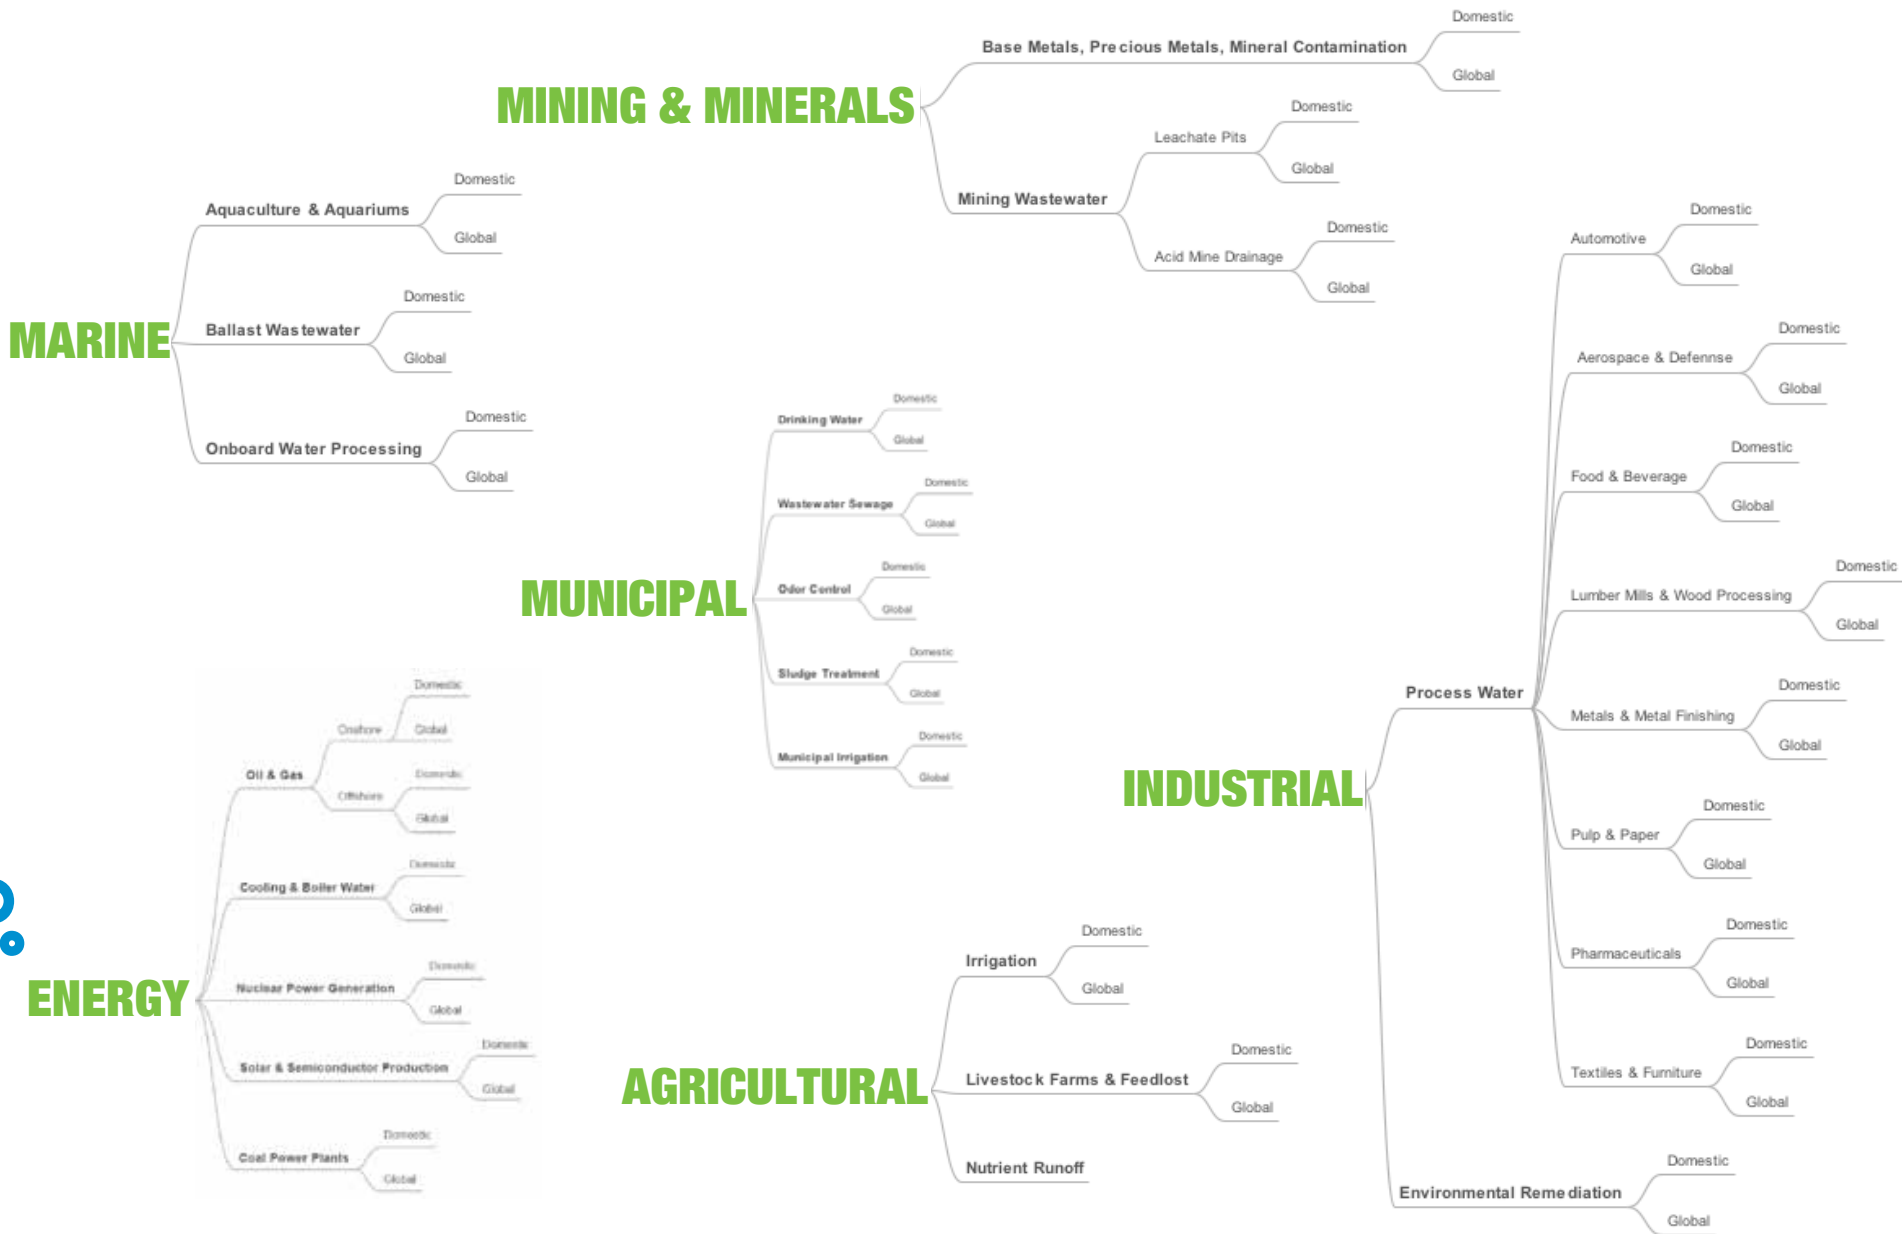 MINING & MINERALS
Base Metals, Precious Metals, Mineral Contamination
Domestic
Global
Mining Wastewater
Leachate Pits
Domestic
Global
Acid Mine Drainage
Domestic
Global
MARINE
Aquaculture & Aquariums
Domestic
Global
Ballast Wastewater
Domestic
Global
Onboard Water Processing
Domestic
Global
MUNICIPAL
Drinking Water
Domestic
Global
Wastewater Sewage
Domestic
Global
Odor Control
Domestic
Global
Sludge Treatment
Domestic
Global
Municipal Irrigation
Domestic
Global
ENERGY
Oil & Gas
Onshore
Domestic
Global
Offshore
Domestic
Global
Cooling & Boiler Water
Domestic
Global
Nuclear Power Generation
Domestic
Global
Solar & Semiconductor Production
Domestic
Global
Coal Power Plants
Domestic
Global
AGRICULTURAL
Irrigation
Domestic
Global
Livestock Farms & Feedlost
Domestic
Global
Nutrient Runoff
INDUSTRIAL
Process Water
Automotive
Domestic
Global
Aerospace & Defennse
Domestic
Global
Food & Beverage
Domestic
Global
Lumber Mills & Wood Processing
Domestic
Global
Metals & Metal Finishing
Domestic
Global
Pulp & Paper
Domestic
Global
Pharmaceuticals
Domestic
Global
Textiles & Furniture
Domestic
Global
Environmental Remediation
Domestic
Global